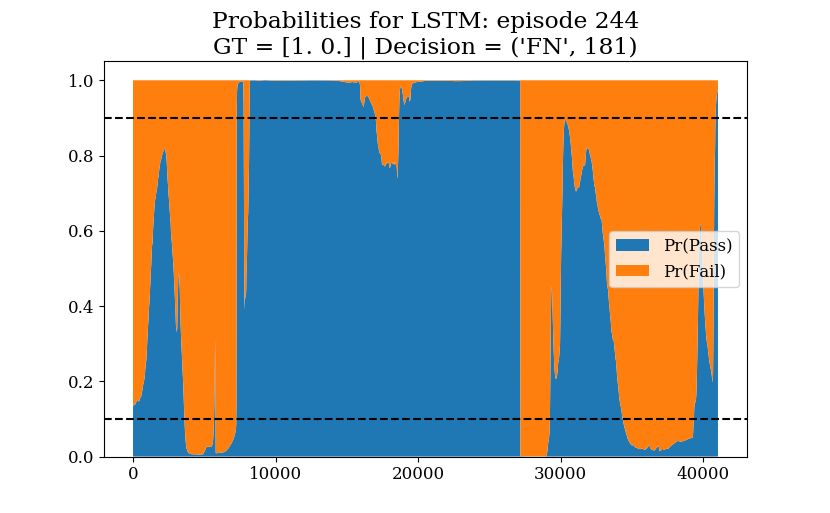 Probabilities for LSTM: episode 244
GT = [1. 0.] | Decision = ('FN', 181)
1.0
0.8
0.6
0.4
0.2
0.0
Pr(Pass)
Pr(Fail)
0
10000
20000
30000
40000